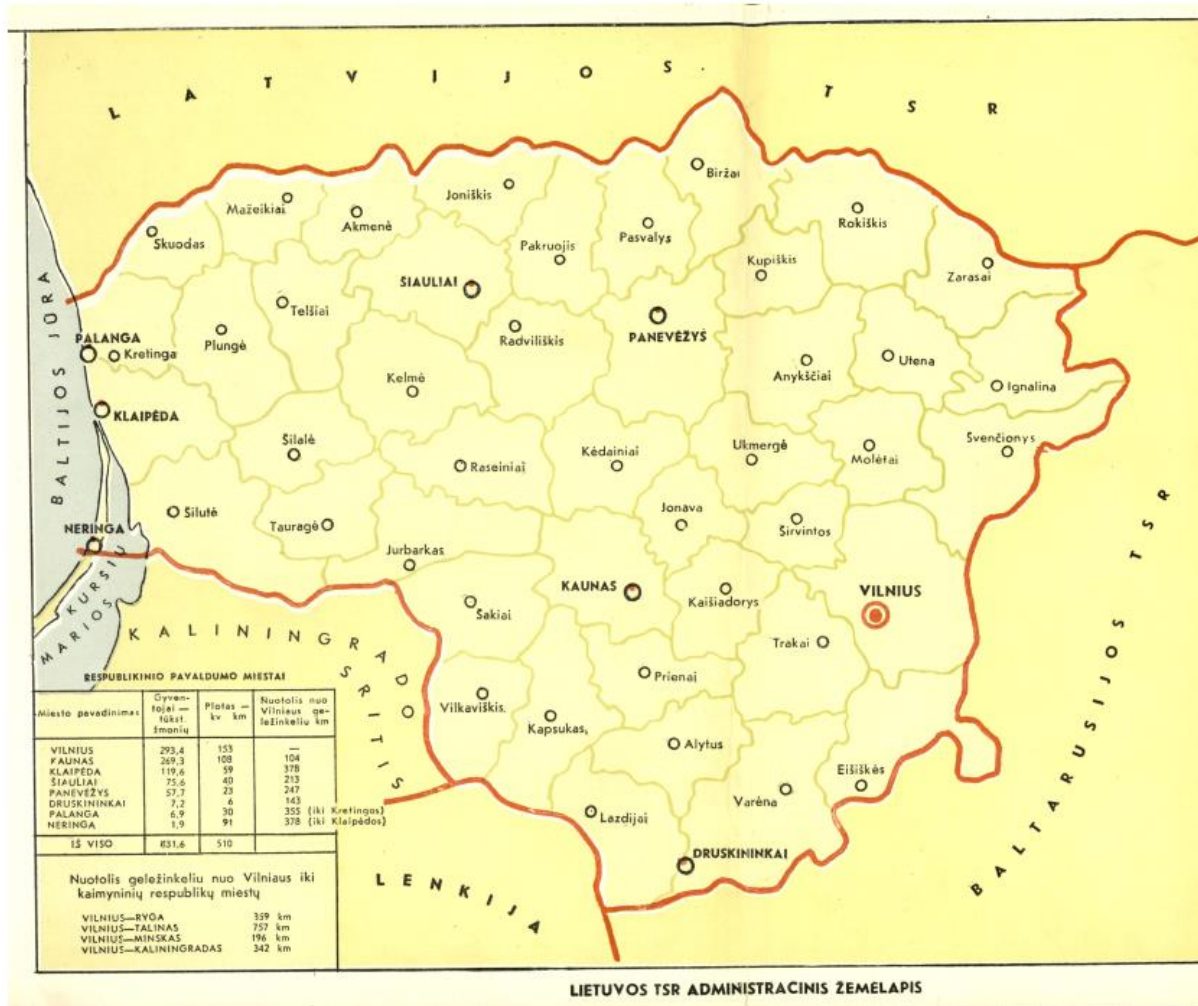 LATVIJOS TSR
BALTIJOS JŪRA
Mažeikiai
Akmenė
Joniškis
Biržai
Skuodas
Pakruojis
Pasvalys
Rokiškis
Kupiškis
Zarasai
ŠIAULIAI
Telšiai
PALANGA
Kretinga
Plungė
Radviliškis
PANEVĖŽYS
Utena
Anykščiai
Ignalina
Kelmė
KLAIPĖDA
Šilalė
Raseiniai
Kėdainiai
Ukmergė
Molėtai
Švenčionys
Šilutė
Tauragė
Jonava
Širvintos
NERINGA
Jurbarkas
KURŠIŲ
MARIOS
Šakiai
KAUNAS
Kaišiadorys
VILNIUS
Trakai
KALININGRADO
SRITIS
Prienai
Vilkaviškis
Kapsukas
Alytus
Eišiškės
Varėna
Lazdijai
DRUSKININKAI
LENKIJA
BALTARUSIJOS TSR
RESPUBLIKINIO PAVALDUMO MIESTAI
Miesto pavadinimas Gyventojai — tūkst. žmonių Plotas — kv km Nuotolis nuo Vilniaus geležinkeliu km
VILNIUS 293,4 153 —
KAUNAS 269,3 108 104
KLAIPĖDA 119,6 59 378
ŠIAULIAI 75,6 40 213
PANEVĖŽYS 57,7 23 247
DRUSKININKAI 7,2 6 143
PALANGA 6,9 30 355 (iki Kretingos)
NERINGA 1,9 91 378 (iki Klaipėdos)
IŠ VISO 831,6 510
Nuotolis geležinkeliu nuo Vilniaus iki
kaimyninių respublikų miestų
VILNIUS—RYGA 359 km
VILNIUS—TALINAS 757 km
VILNIUS—MINSKAS 196 km
VILNIUS—KALININGRADAS 342 km
LIETUVOS TSR ADMINISTRACINIS ŽEMĖLAPIS